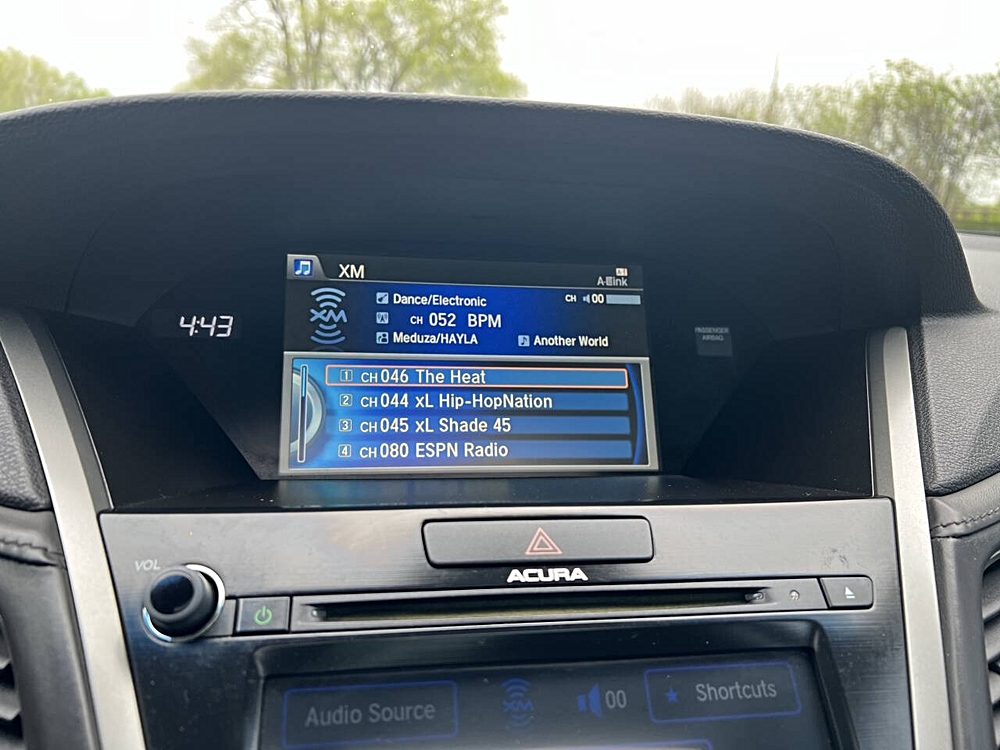 XM
A-Link
Dance/Electronic
CH 00
XM
CH 052 BPM
Meduza/HAYLA Another World
4:43
PASSENGER
AIRBAG
1 CH 046 The Heat
2 CH 044 xL Hip-HopNation
3 CH 045 xL Shade 45
4 CH 080 ESPN Radio
VOL
ACURA
Audio Source XM 00 Shortcuts